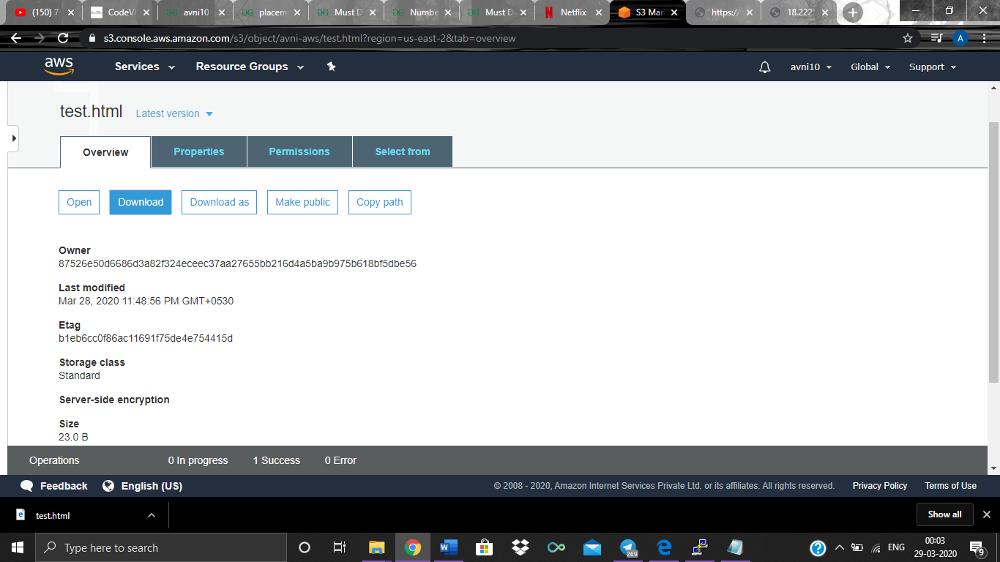 (150) 7-
CodeVi
avni10
placem
Must D
Numbe
Must D
Netflix
S3 Man
https:/
18.222
s3.console.aws.amazon.com/s3/object/avni-aws/test.html?region=us-east-2&tab=overview
A
aws
Services
Resource Groups
avni10
Global
Support
test.html
Latest version
Overview
Properties
Permissions
Select from
Open
Download
Download as
Make public
Copy path
Owner
87526e50d6686d3a82f324eceec37aa27655bb216d4a5ba9b975b618bf5dbe56
Last modified
Mar 28, 2020 11:48:56 PM GMT+0530
Etag
b1eb6cc0f86ac11691f75de4e754415d
Storage class
Standard
Server-side encryption
Size
23.0 B
Operations
0 In progress
1 Success
0 Error
Feedback
English (US)
© 2008 - 2020, Amazon Internet Services Private Ltd. or its affiliates. All rights reserved.
Privacy Policy
Terms of Use
test.html
Show all
Type here to search
269
ENG
00:03
29-03-2020
9